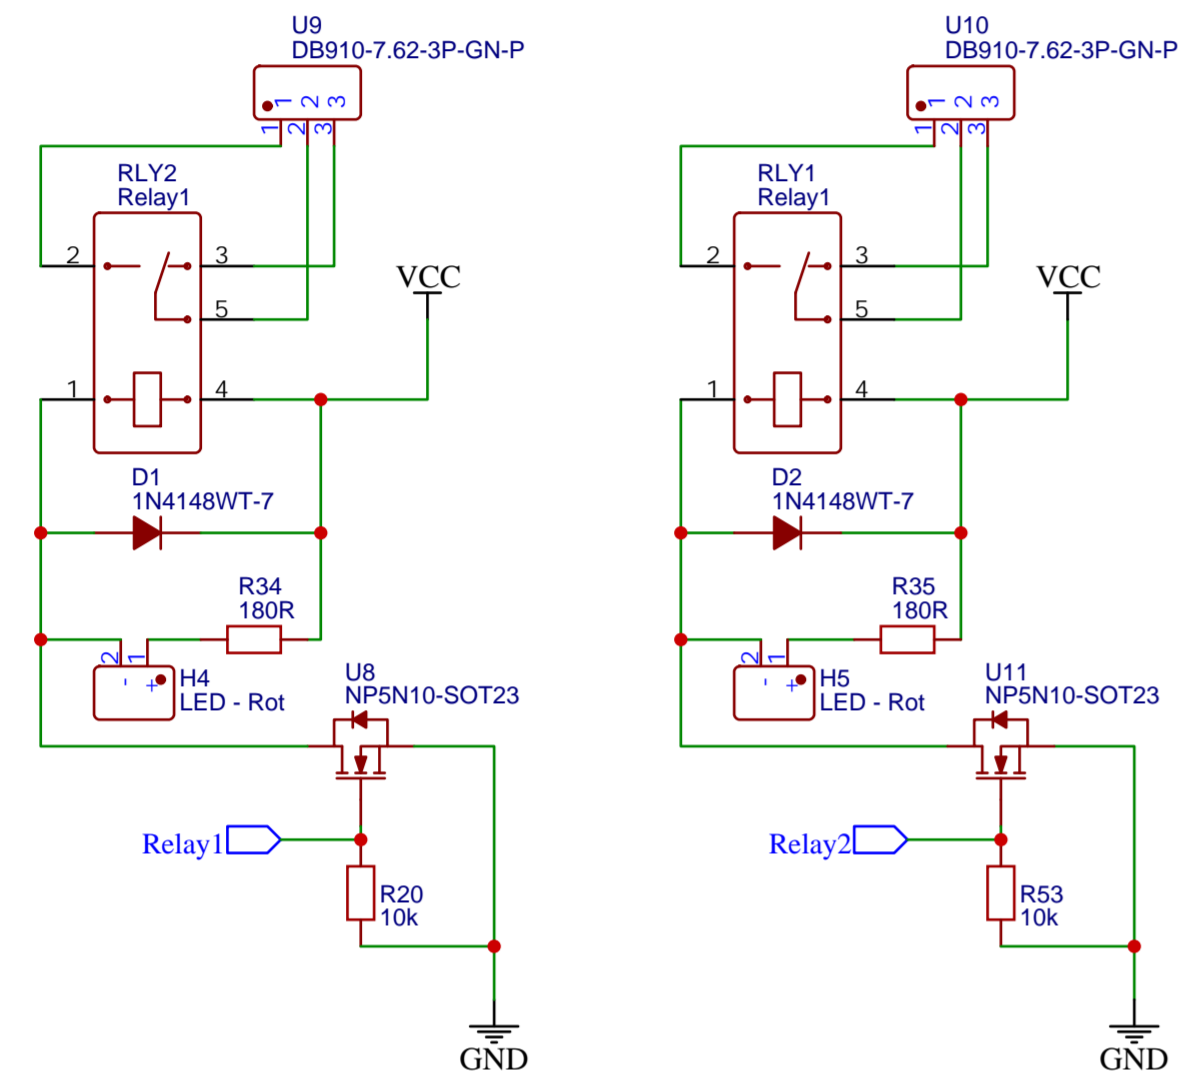 U9
DB910-7.62-3P-GN-P
1 2 3
1 2 3
RLY2
Relay1
2
3
5
VCC
1
4
D1
1N4148WT-7
R34
180R
2 1
- +
H4
LED - Rot
U8
NP5N10-SOT23
Relay1
R20
10k
GND
U10
DB910-7.62-3P-GN-P
1 2 3
1 2 3
RLY1
Relay1
2
3
5
VCC
1
4
D2
1N4148WT-7
R35
180R
2 1
- +
H5
LED - Rot
U11
NP5N10-SOT23
Relay2
R53
10k
GND